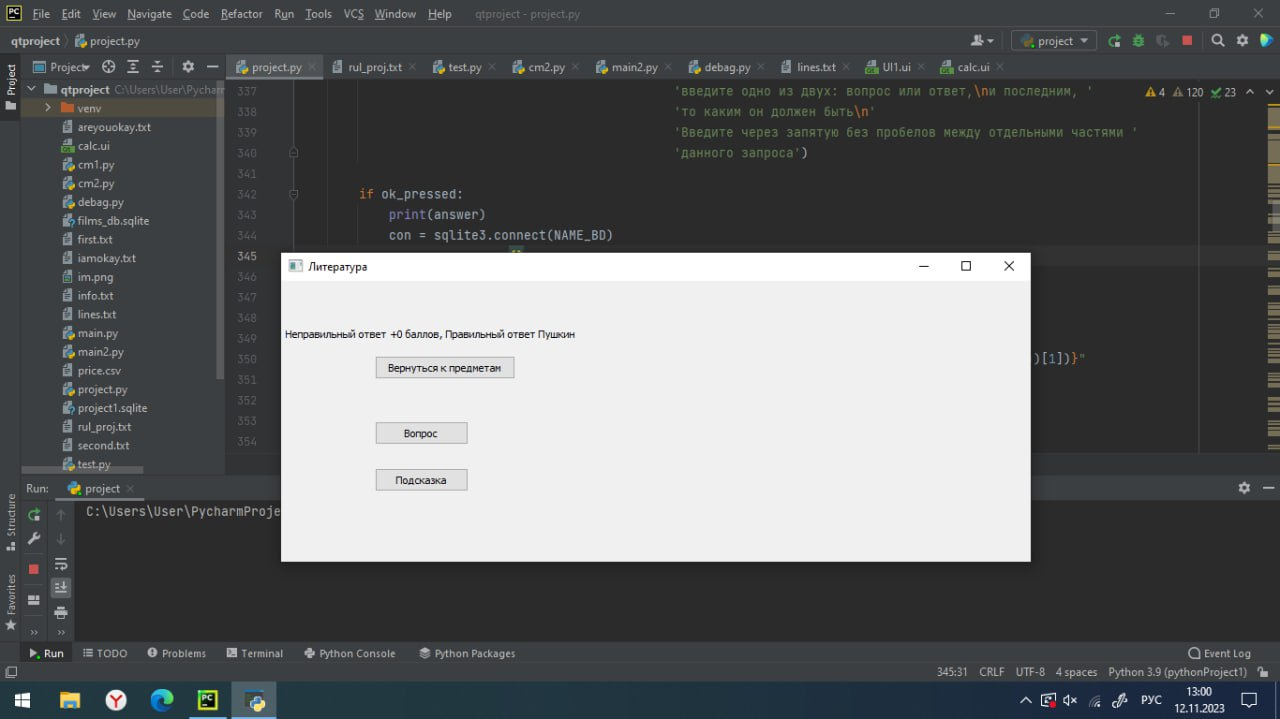 File Edit View Navigate Code Refactor Run Tools VCS Window Help qtproject - project.py
qtproject project.py project
Project project.py rul_proj.txt test.py cm2.py main2.py debag.py lines.txt UI1.ui calc.ui
Project
qtproject C:\Users\User\Pycharm
venv
areyouokay.txt
calc.ui
cm1.py
cm2.py
debag.py
films_db.sqlite
first.txt
iamokay.txt
im.png
info.txt
lines.txt
main.py
main2.py
price.csv
project.py
project1.sqlite
rul_proj.txt
second.txt
test.py
337 'введите одно из двух: вопрос или ответ,\nи последним, ' 4 120 23
338 'то каким он должен быть\n'
339 'Введите через запятую без пробелов между отдельными частями '
340 'данного запроса')
341
342 if ok_pressed:
343 print(answer)
344 con = sqlite3.connect(NAME_BD)
345
346
347
348
349
350 )[1])}"
351
352
353
354
Литература
Неправильный ответ +0 баллов, Правильный ответ Пушкин
Вернуться к предметам
Вопрос
Подсказка
Run: project
C:\Users\User\PycharmProje
Structure
Favorites
Run TODO Problems Terminal Python Console Python Packages Event Log
345:31 CRLF UTF-8 4 spaces Python 3.9 (pythonProject1)
РУС 13:00
12.11.2023